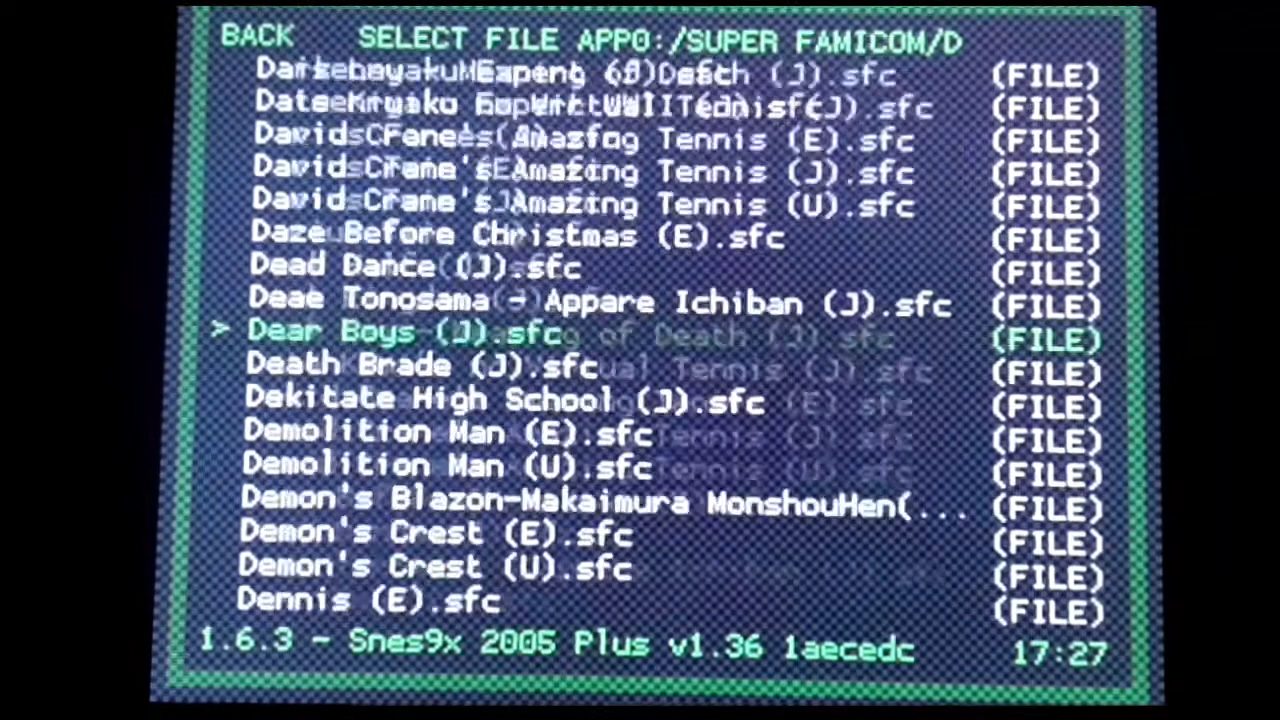 BACK SELECT FILE APP0:/SUPER FAMICOM/D
(J).sfc (FILE)
(J).sfc (FILE)
David Crane's Amazing Tennis (E).sfc (FILE)
David Crane's Amazing Tennis (J).sfc (FILE)
David Crane's Amazing Tennis (U).sfc (FILE)
Daze Before Christmas (E).sfc (FILE)
Dead Dance (J).sfc (FILE)
Deae Tonosama - Appare Ichiban (J).sfc (FILE)
> Dear Boys (J).sfc (FILE)
Death Brade (J).sfc (FILE)
Dekitate High School (J).sfc (FILE)
Demolition Man (E).sfc (FILE)
Demolition Man (U).sfc (FILE)
Demon's Blazon-Makaimura MonshouHen(... (FILE)
Demon's Crest (E).sfc (FILE)
Demon's Crest (U).sfc (FILE)
Dennis (E).sfc (FILE)
1.6.3 - Snes9x 2005 Plus v1.36 1aecedc 17:27